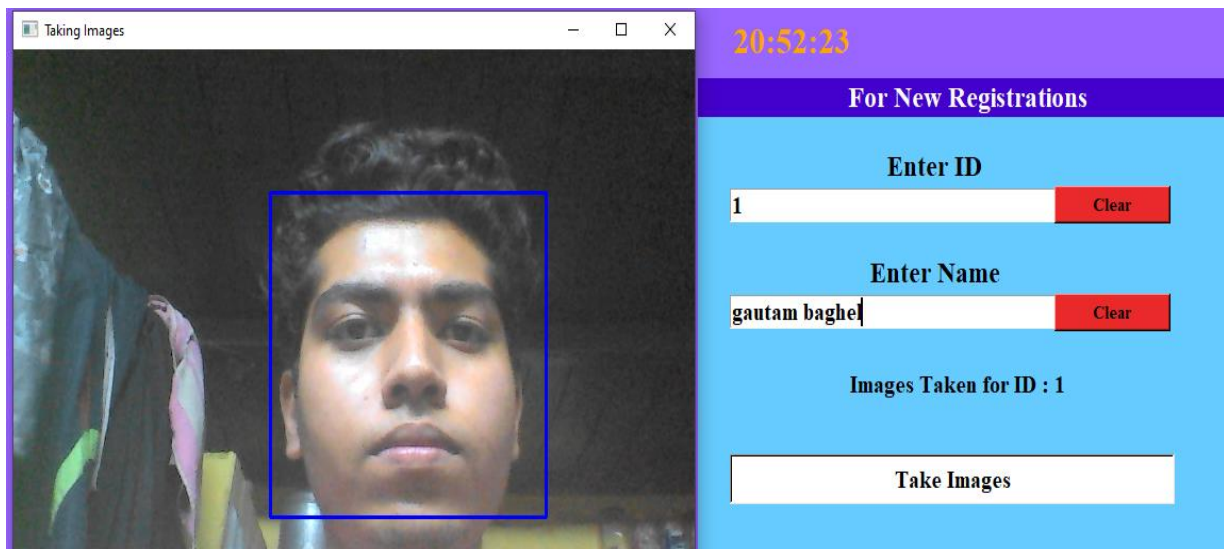 Taking Images
20:52:23
For New Registrations
Enter ID
1
Clear
Enter Name
gautam baghel
Clear
Images Taken for ID : 1
Take Images